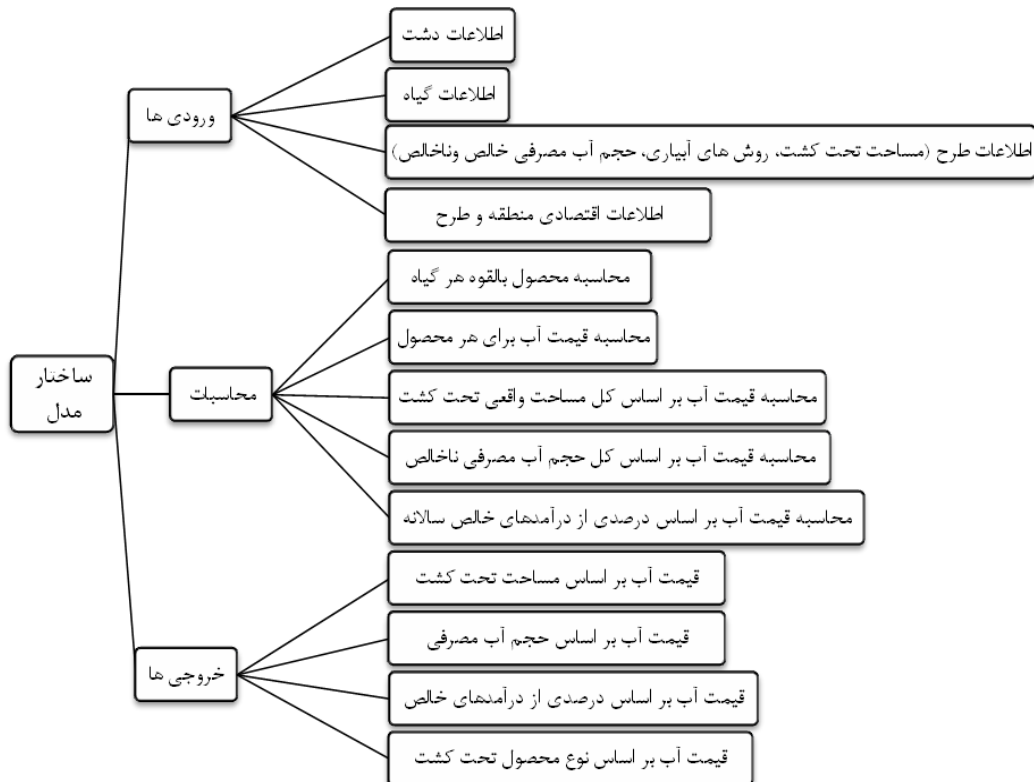 اطلاعات دشت
اطلاعات گیاه
ورودی ها
اطلاعات طرح (مساحت تحت کشت، روش های آبیاری، حجم آب مصرفی خالص وناخالص)
اطلاعات اقتصادی منطقه و طرح
محاسبه محصول بالقوه هر گیاه
محاسبه قیمت آب برای هر محصول
ساختار
مدل
محاسبات
محاسبه قیمت آب بر اساس کل مساحت واقعی تحت کشت
محاسبه قیمت آب بر اساس کل حجم آب مصرفی ناخالص
محاسبه قیمت آب بر اساس درصدی از درآمدهای خالص سالانه
قیمت آب بر اساس مساحت تحت کشت
قیمت آب بر اساس حجم آب مصرفی
خروجی ها
قیمت آب بر اساس درصدی از درآمدهای خالص
قیمت آب بر اساس نوع محصول تحت کشت